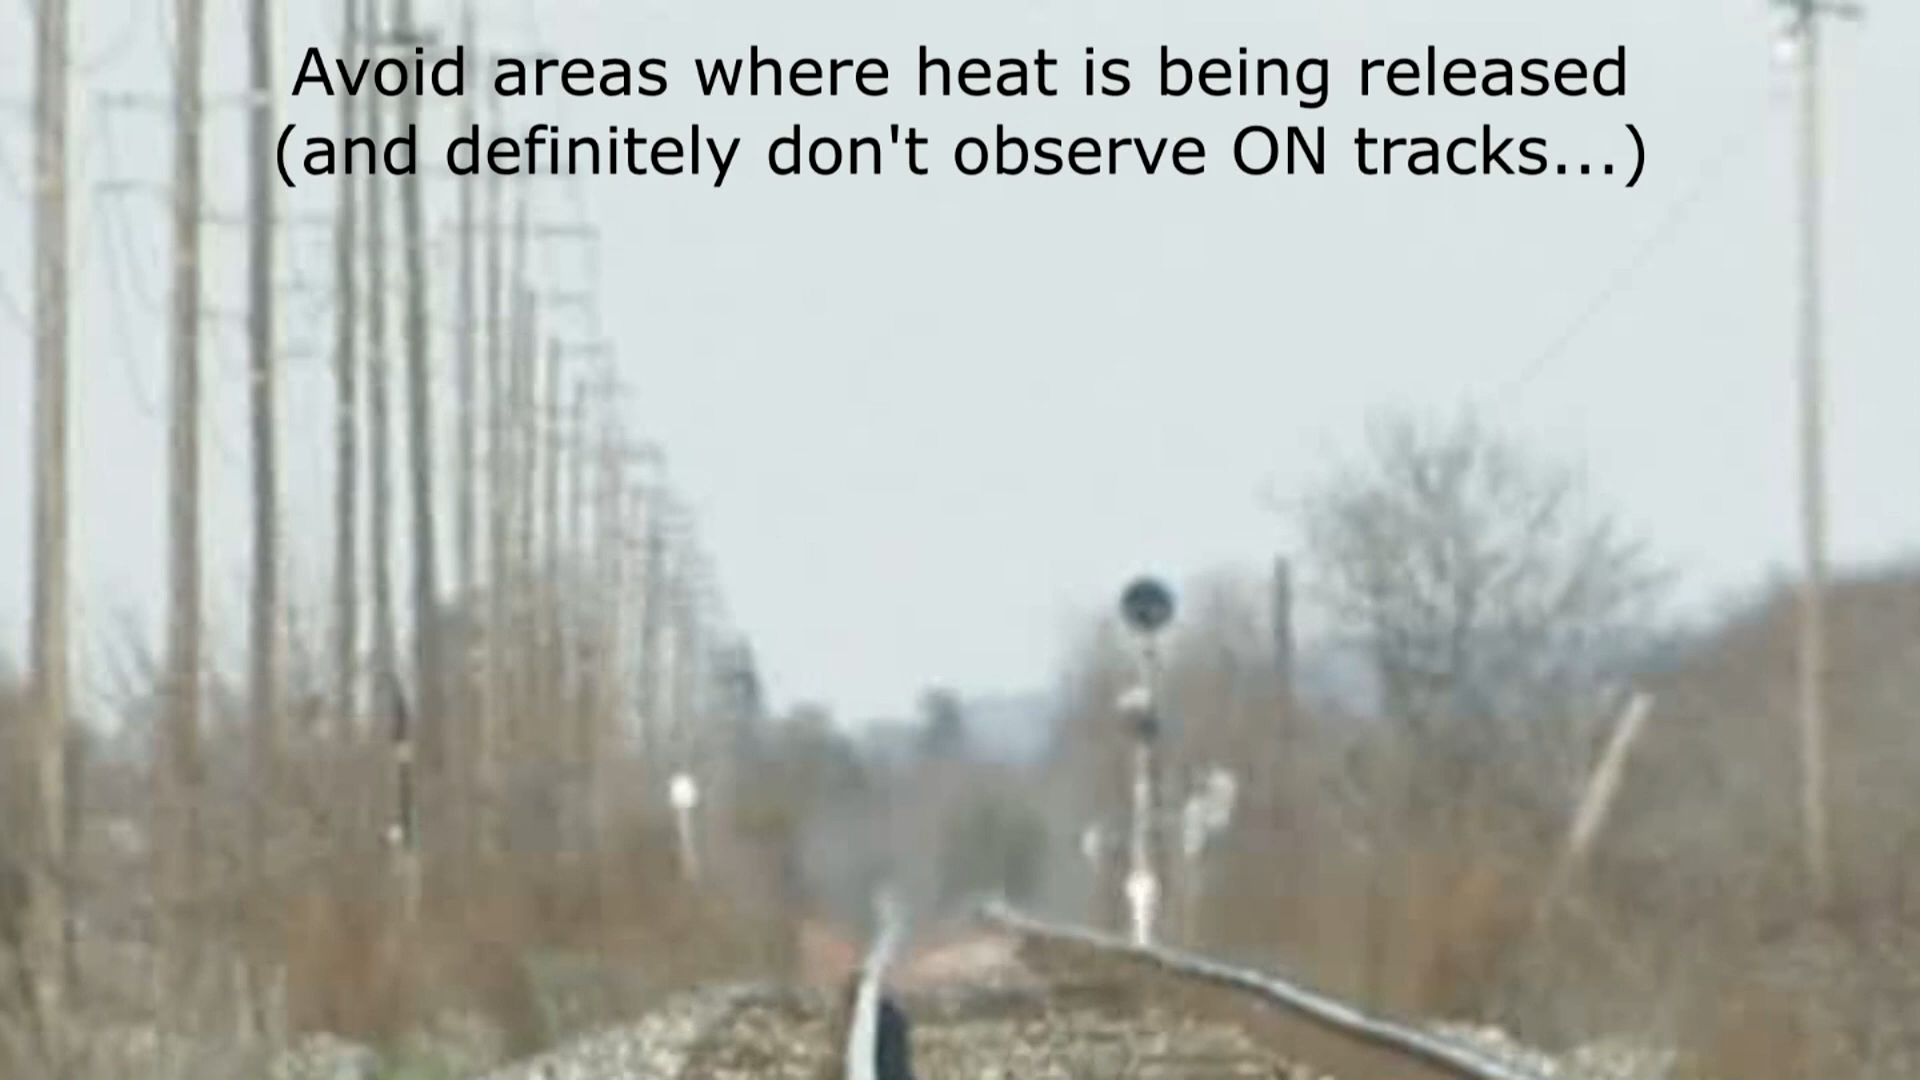 Avoid areas where heat is being released
(and definitely don't observe ON tracks...)